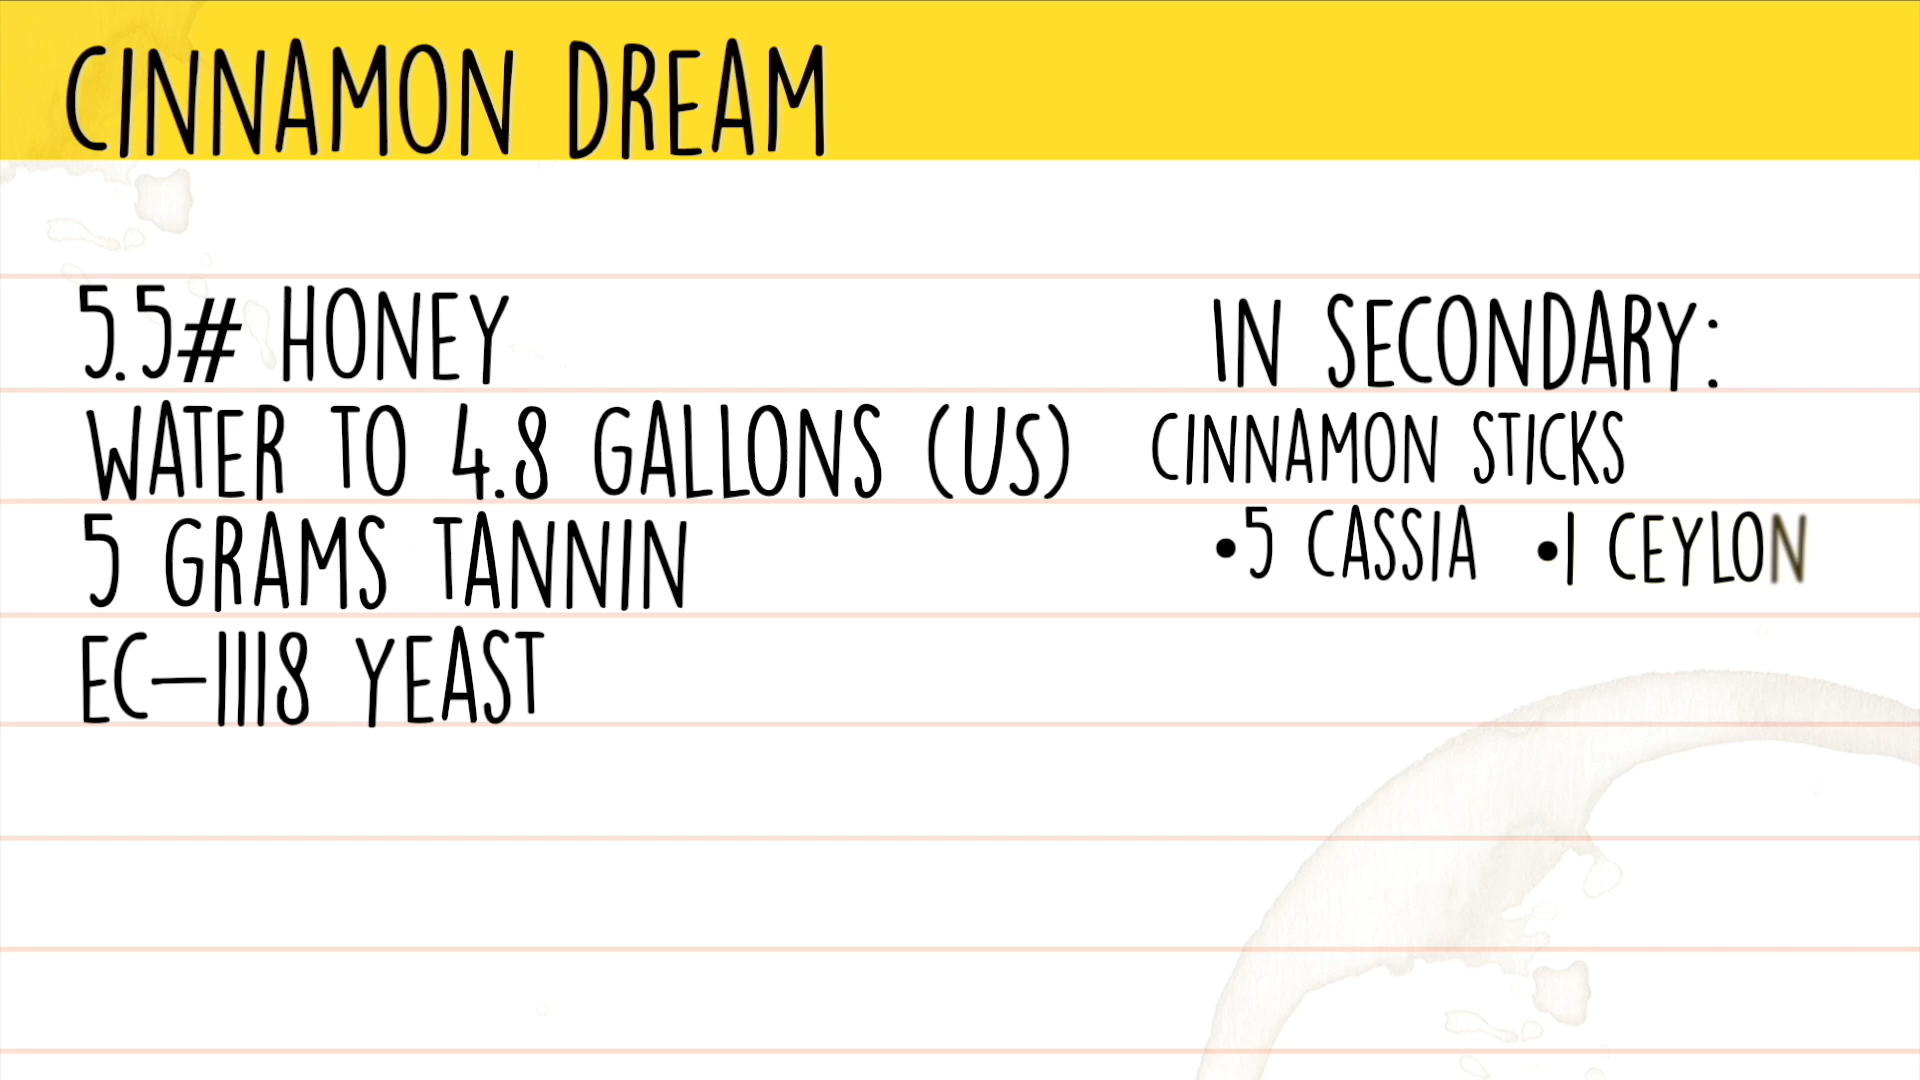 CINNAMON DREAM
5.5# HONEY
WATER TO 4.8 GALLONS (US)
5 GRAMS TANNIN
EC-1118 YEAST
IN SECONDARY:
CINNAMON STICKS
•5 CASSIA •1 CEYLON